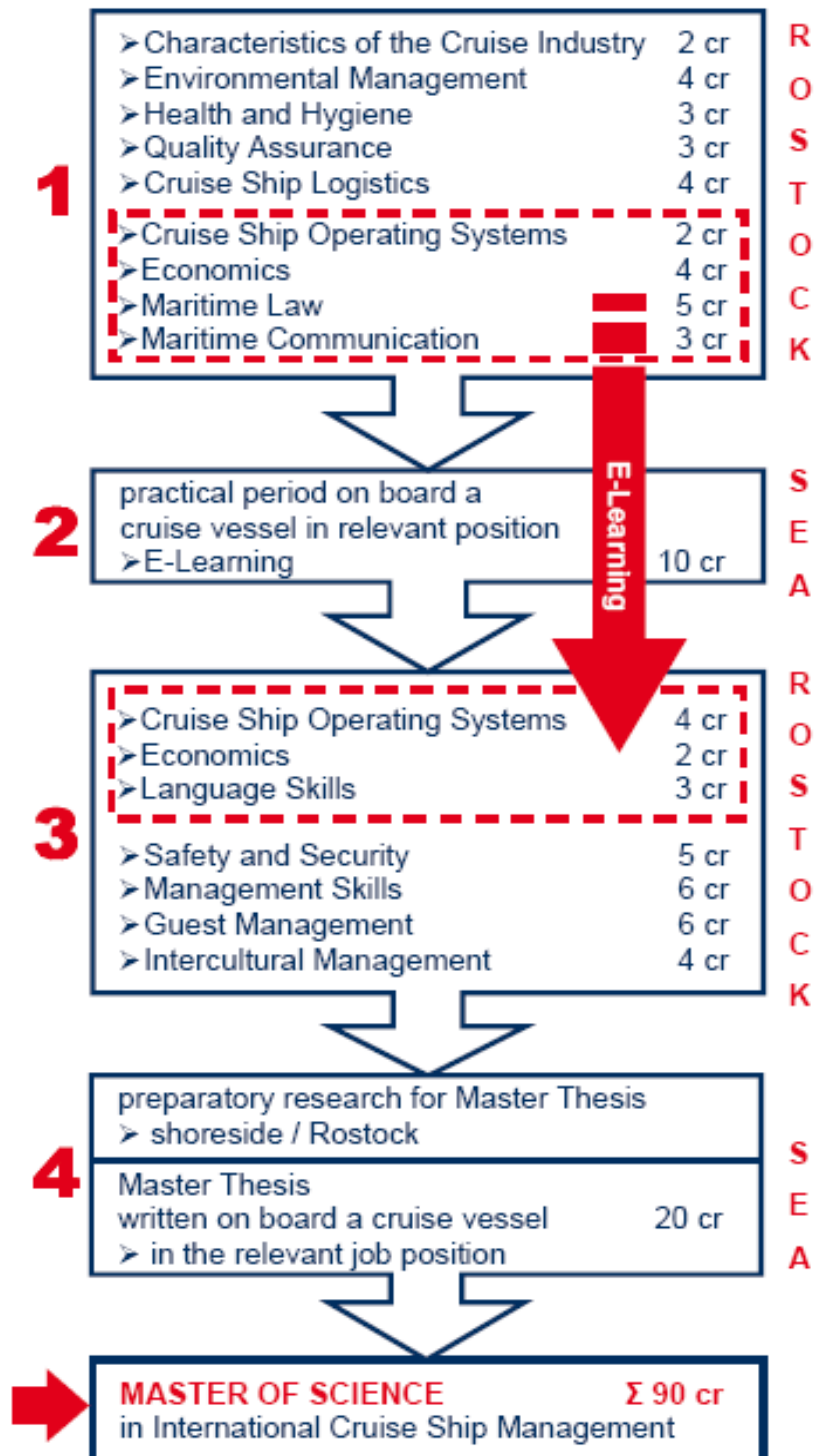 1
➢Characteristics of the Cruise Industry 2 cr
➢Environmental Management 4 cr
➢Health and Hygiene 3 cr
➢Quality Assurance 3 cr
➢Cruise Ship Logistics 4 cr
➢Cruise Ship Operating Systems 2 cr
➢Economics 4 cr
➢Maritime Law 5 cr
➢Maritime Communication 3 cr
ROSTOCK
E-Learning
2
practical period on board a
cruise vessel in relevant position
➢E-Learning 10 cr
SEA
3
➢Cruise Ship Operating Systems 4 cr
➢Economics 2 cr
➢Language Skills 3 cr
➢Safety and Security 5 cr
➢Management Skills 6 cr
➢Guest Management 6 cr
➢Intercultural Management 4 cr
ROSTOCK
4
preparatory research for Master Thesis
➢ shoreside / Rostock
Master Thesis
written on board a cruise vessel 20 cr
➢ in the relevant job position
SEA
MASTER OF SCIENCE Σ 90 cr
in International Cruise Ship Management